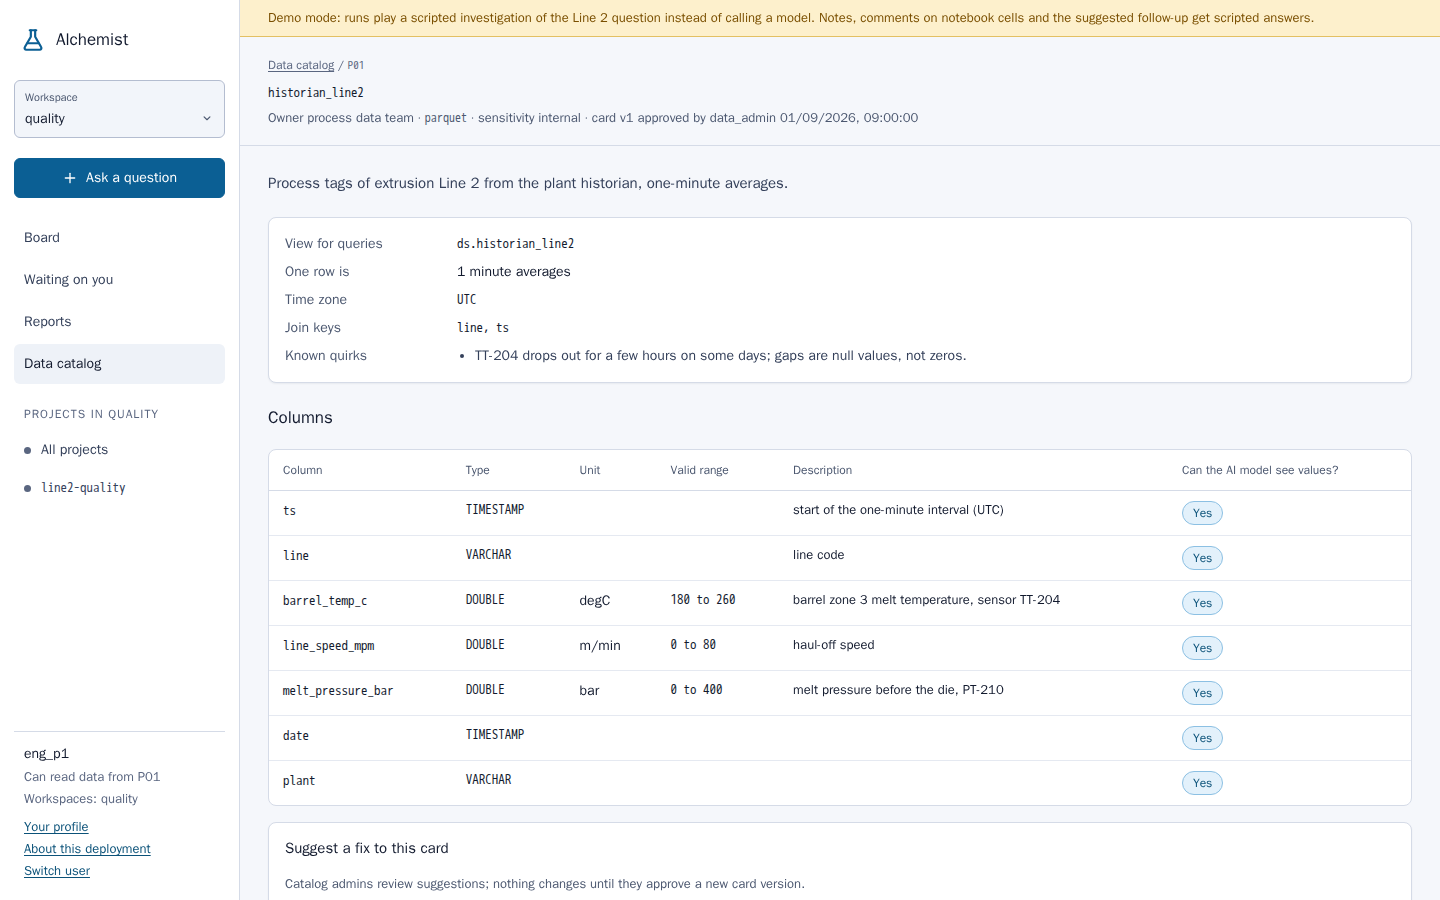 Demo mode: runs play a scripted investigation of the Line 2 question instead of calling a model. Notes, comments on notebook cells and the suggested follow-up get scripted answers.
Alchemist
Workspace
quality
Ask a question
Board
Waiting on you
Reports
Data catalog
PROJECTS IN QUALITY
All projects
line2-quality
eng_p1
Can read data from P01
Workspaces: quality
Your profile
About this deployment
Switch user
Data catalog / P01
historian_line2
Owner process data team · parquet · sensitivity internal · card v1 approved by data_admin 01/09/2026, 09:00:00
Process tags of extrusion Line 2 from the plant historian, one-minute averages.
View for queries ds.historian_line2
One row is 1 minute averages
Time zone UTC
Join keys line, ts
Known quirks • TT-204 drops out for a few hours on some days; gaps are null values, not zeros.
Columns
Column Type Unit Valid range Description Can the AI model see values?
ts TIMESTAMP start of the one-minute interval (UTC) Yes
line VARCHAR line code Yes
barrel_temp_c DOUBLE degC 180 to 260 barrel zone 3 melt temperature, sensor TT-204 Yes
line_speed_mpm DOUBLE m/min 0 to 80 haul-off speed Yes
melt_pressure_bar DOUBLE bar 0 to 400 melt pressure before the die, PT-210 Yes
date TIMESTAMP Yes
plant VARCHAR Yes
Suggest a fix to this card
Catalog admins review suggestions; nothing changes until they approve a new card version.